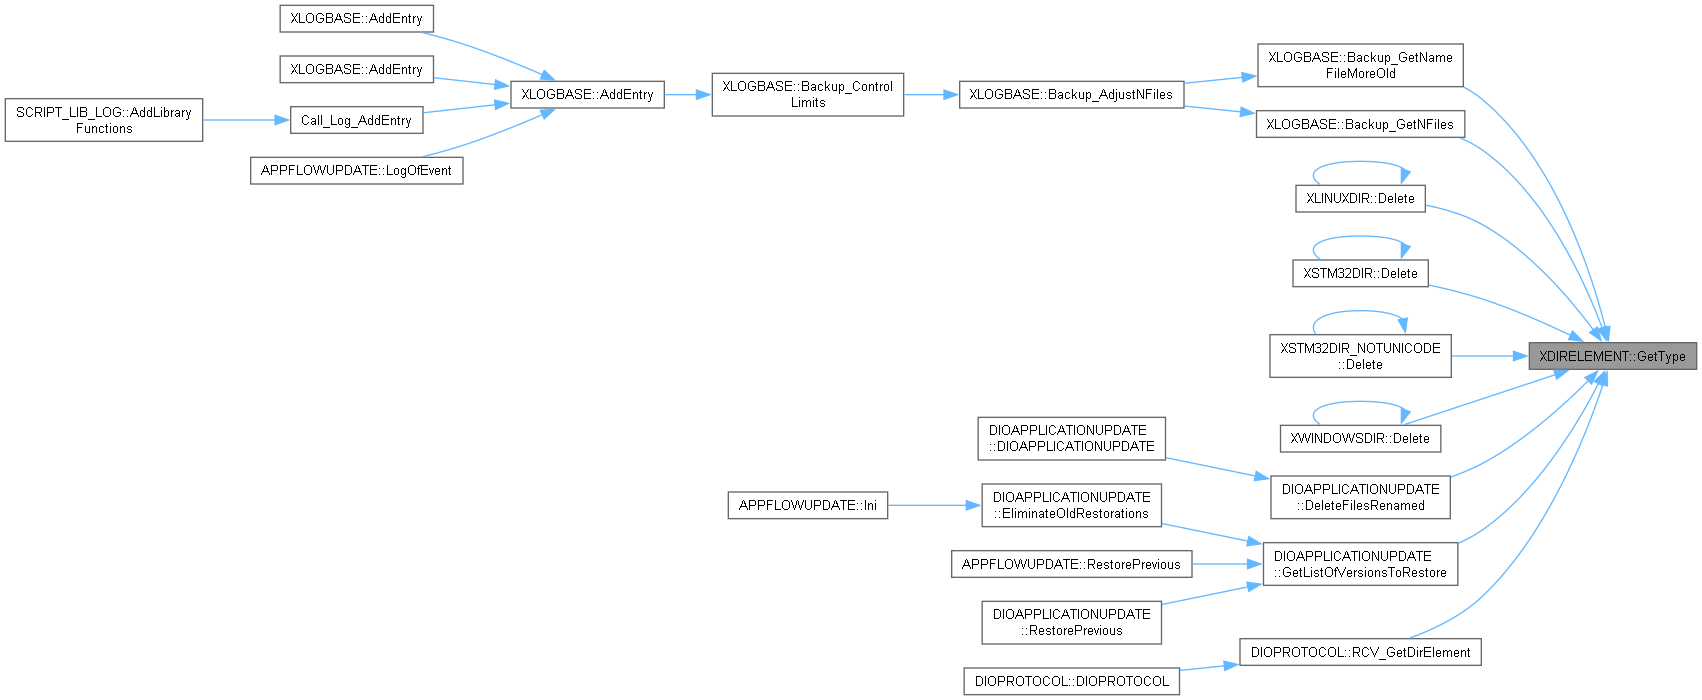 XLOGBASE::AddEntry
XLOGBASE::AddEntry
SCRIPT_LIB_LOG::AddLibrary
Functions
Call_Log_AddEntry
APPFLOWUPDATE::LogOfEvent
XLOGBASE::AddEntry
XLOGBASE::Backup_Control
Limits
XLOGBASE::Backup_AdjustNFiles
XLOGBASE::Backup_GetName
FileMoreOld
XLOGBASE::Backup_GetNFiles
XLINUXDIR::Delete
XSTM32DIR::Delete
XSTM32DIR_NOTUNICODE
::Delete
XWINDOWSDIR::Delete
XDIRELEMENT::GetType
DIOAPPLICATIONUPDATE
::DIOAPPLICATIONUPDATE
DIOAPPLICATIONUPDATE
::DeleteFilesRenamed
APPFLOWUPDATE::Ini
DIOAPPLICATIONUPDATE
::EliminateOldRestorations
APPFLOWUPDATE::RestorePrevious
DIOAPPLICATIONUPDATE
::GetListOfVersionsToRestore
DIOAPPLICATIONUPDATE
::RestorePrevious
DIOPROTOCOL::RCV_GetDirElement
DIOPROTOCOL::DIOPROTOCOL